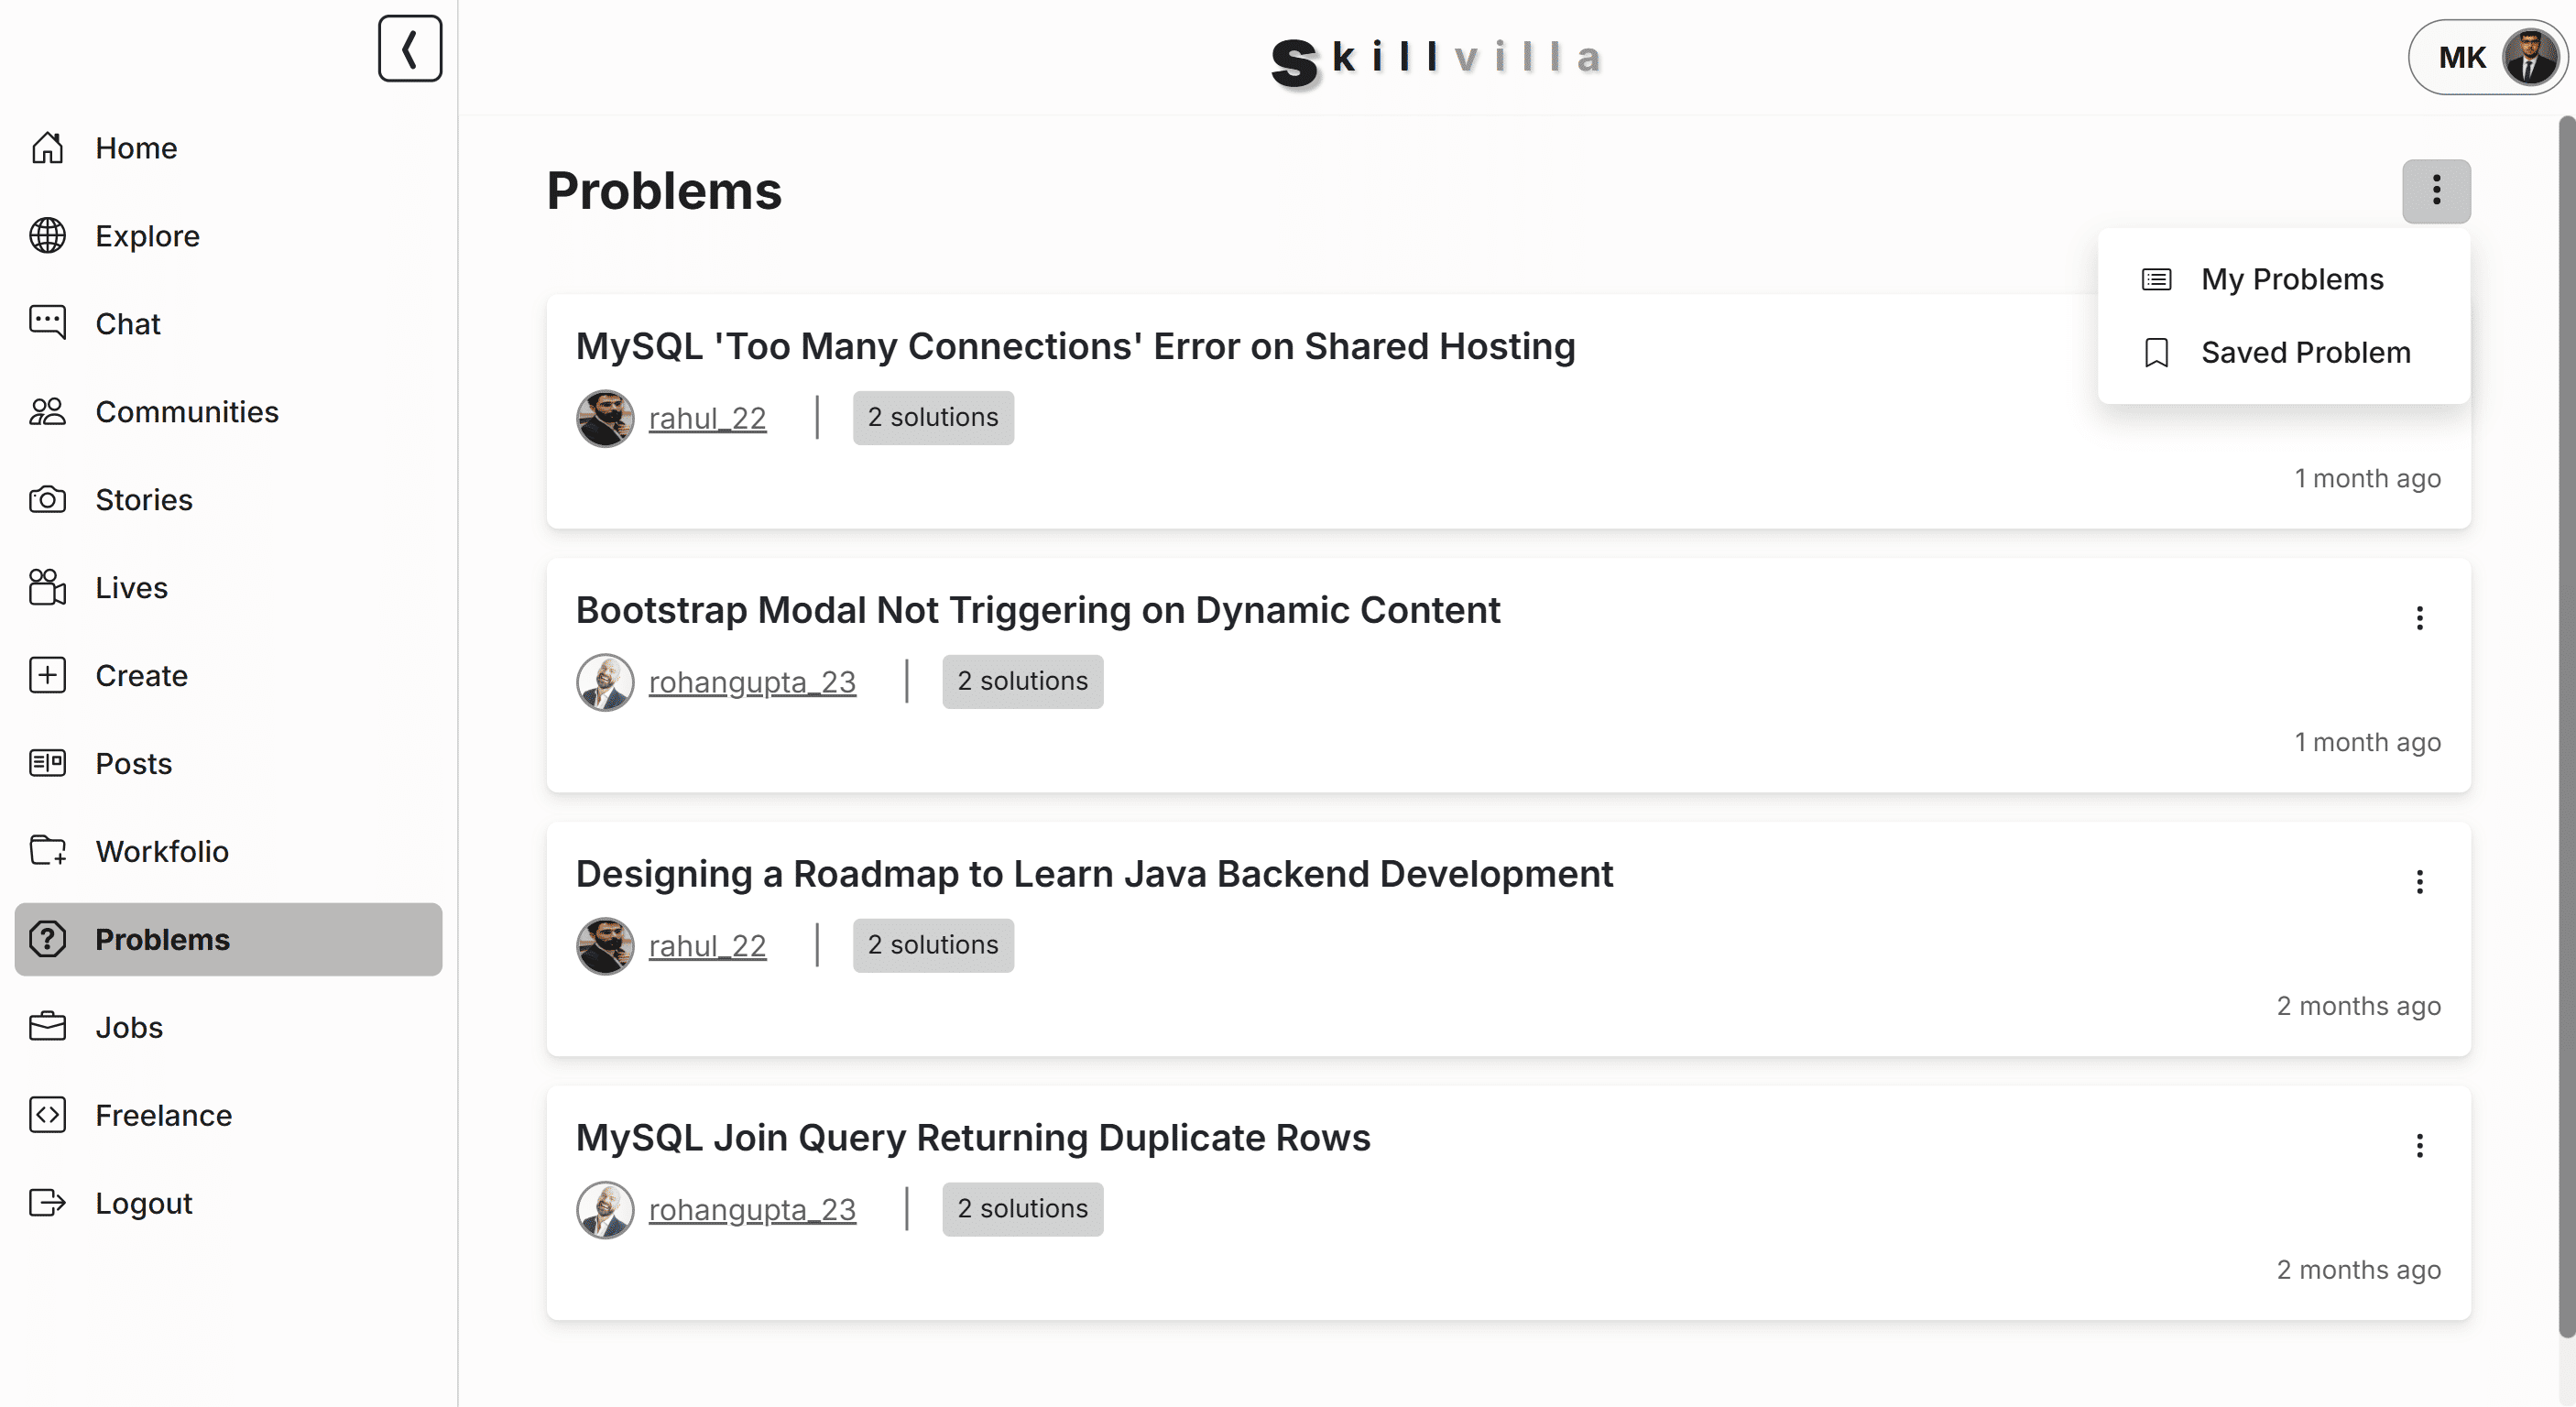 Skillvilla
MK
Home
Explore
Chat
Communities
Stories
Lives
Create
Posts
Workfolio
Problems
Jobs
Freelance
Logout
Problems
My Problems
Saved Problem
MySQL 'Too Many Connections' Error on Shared Hosting
rahul_22 | 2 solutions
1 month ago
Bootstrap Modal Not Triggering on Dynamic Content
rohangupta_23 | 2 solutions
1 month ago
Designing a Roadmap to Learn Java Backend Development
rahul_22 | 2 solutions
2 months ago
MySQL Join Query Returning Duplicate Rows
rohangupta_23 | 2 solutions
2 months ago